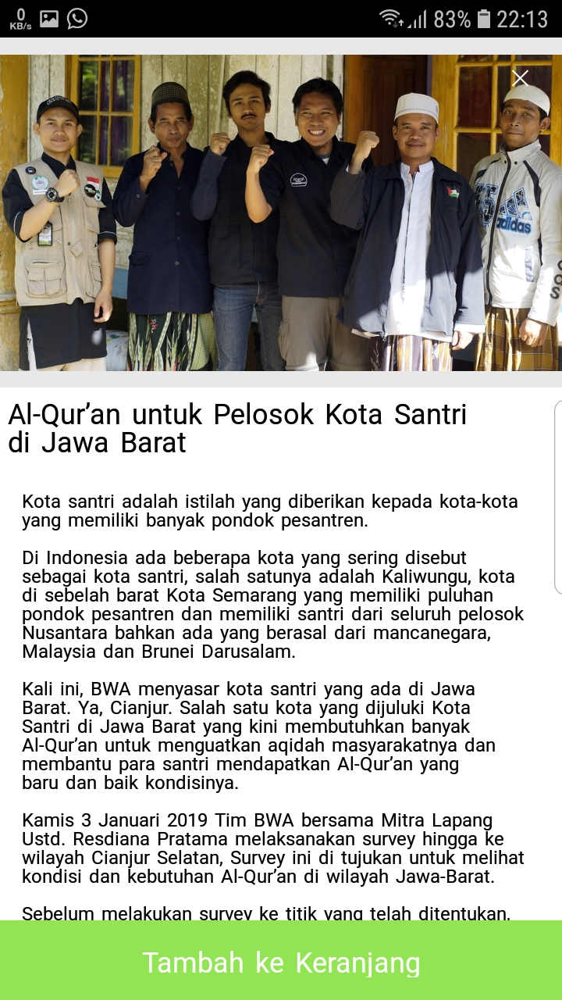 0
KB/s
83%
22:13
adidas
Al-Qur’an untuk Pelosok Kota Santri
di Jawa Barat
Kota santri adalah istilah yang diberikan kepada kota-kota
yang memiliki banyak pondok pesantren.
Di Indonesia ada beberapa kota yang sering disebut
sebagai kota santri, salah satunya adalah Kaliwungu, kota
di sebelah barat Kota Semarang yang memiliki puluhan
pondok pesantren dan memiliki santri dari seluruh pelosok
Nusantara bahkan ada yang berasal dari mancanegara,
Malaysia dan Brunei Darusalam.
Kali ini, BWA menyasar kota santri yang ada di Jawa
Barat. Ya, Cianjur. Salah satu kota yang dijuluki Kota
Santri di Jawa Barat yang kini membutuhkan banyak
Al-Qur’an untuk menguatkan aqidah masyarakatnya dan
membantu para santri mendapatkan Al-Qur’an yang
baru dan baik kondisinya.
Kamis 3 Januari 2019 Tim BWA bersama Mitra Lapang
Ustd. Resdiana Pratama melaksanakan survey hingga ke
wilayah Cianjur Selatan, Survey ini di tujukan untuk melihat
kondisi dan kebutuhan Al-Qur’an di wilayah Jawa-Barat.
Sebelum melakukan survey ke titik yang telah ditentukan,
Tambah ke Keranjang